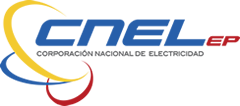 CNEL EP
CORPORACIÓN NACIONAL DE ELECTRICIDAD